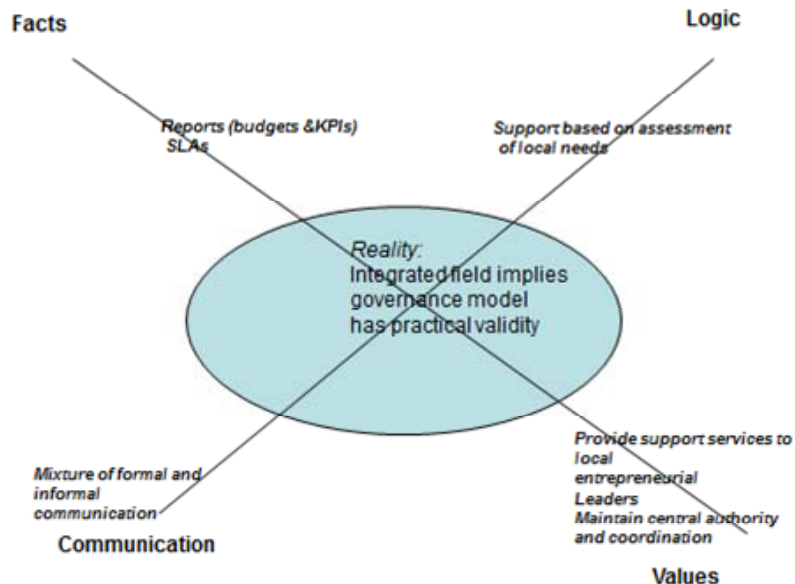 Facts
Logic
Reports (budgets &KPIs)
SLAs
Support based on assessment
of local needs
Reality:
Integrated field implies
governance model
has practical validity
Mixture of formal and
informal
communication
Communication
Provide support services to
local
entrepreneurial
Leaders
Maintain central authority
and coordination
Values